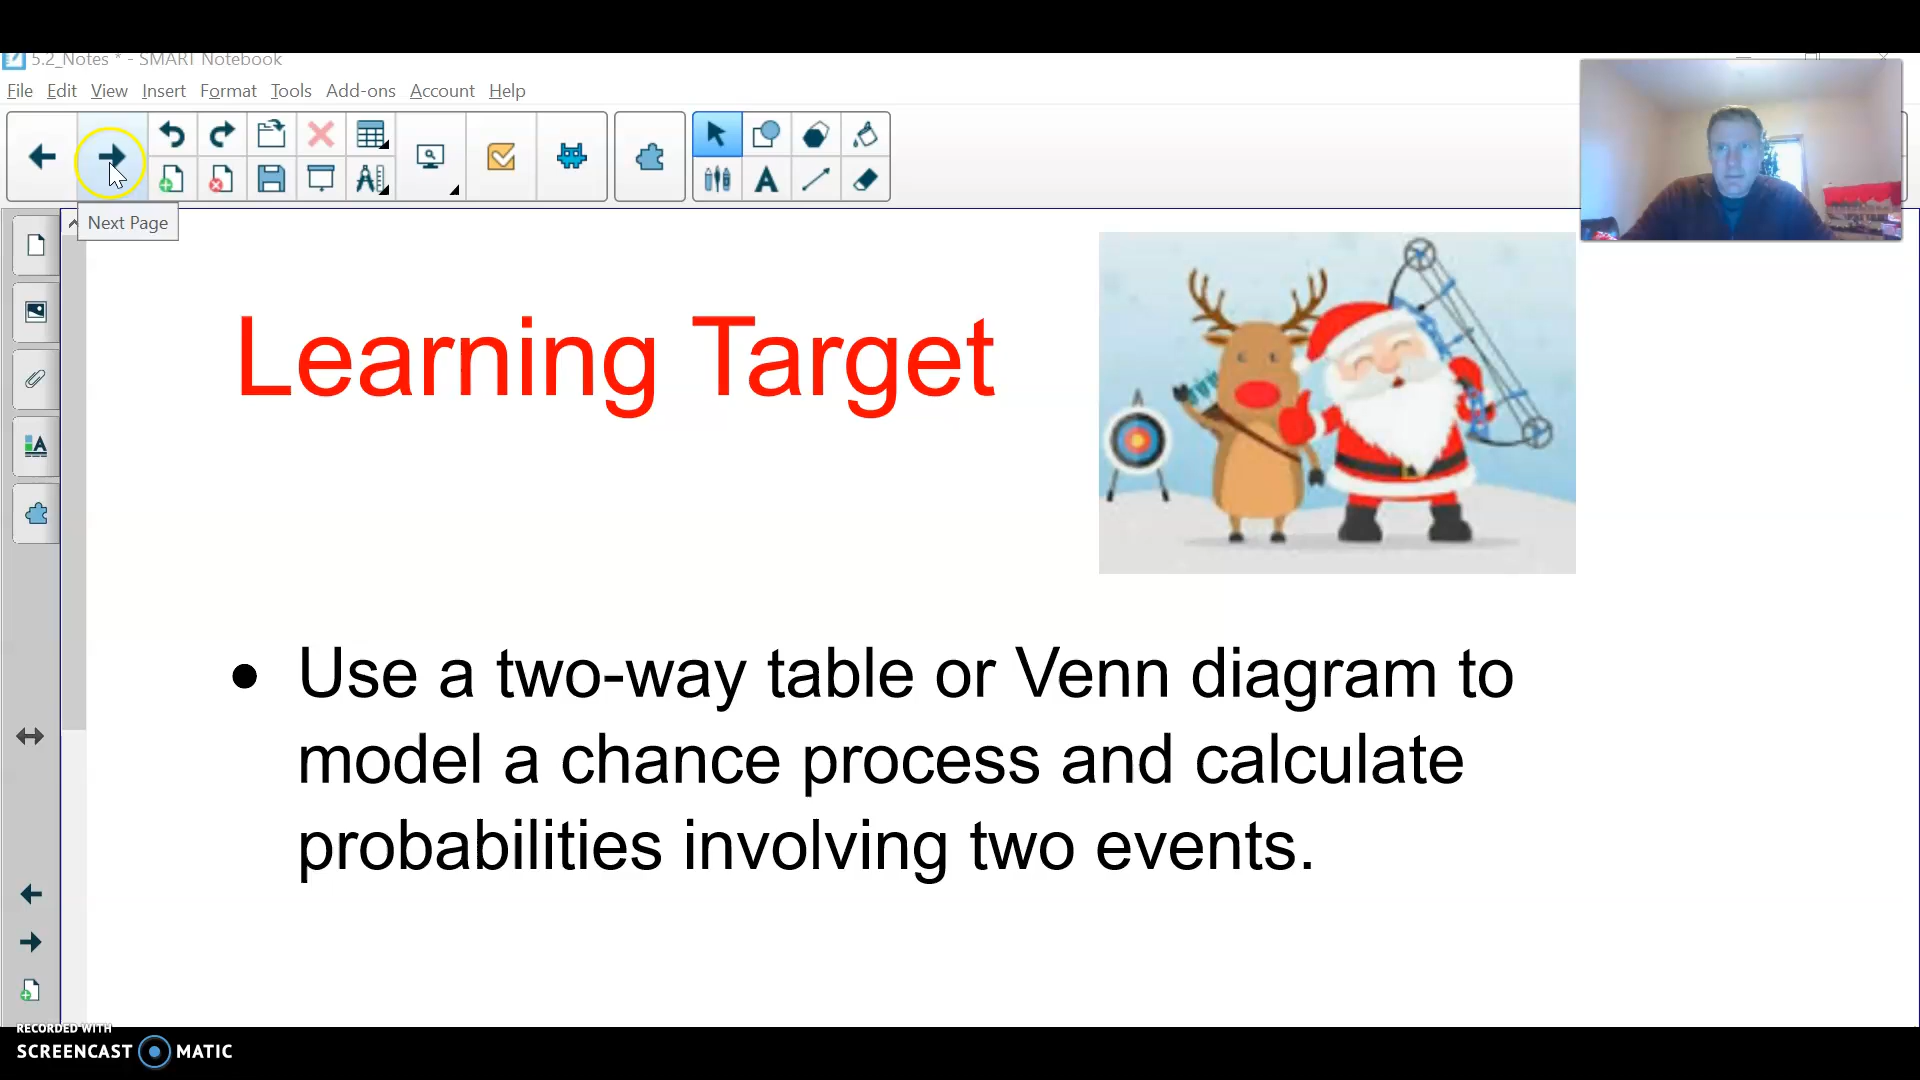 5.2_Notes * - SMART Notebook
File Edit View Insert Format Tools Add-ons Account Help
Next Page
Learning Target
• Use a two-way table or Venn diagram to
model a chance process and calculate
probabilities involving two events.
RECORDED WITH
SCREENCAST MATIC